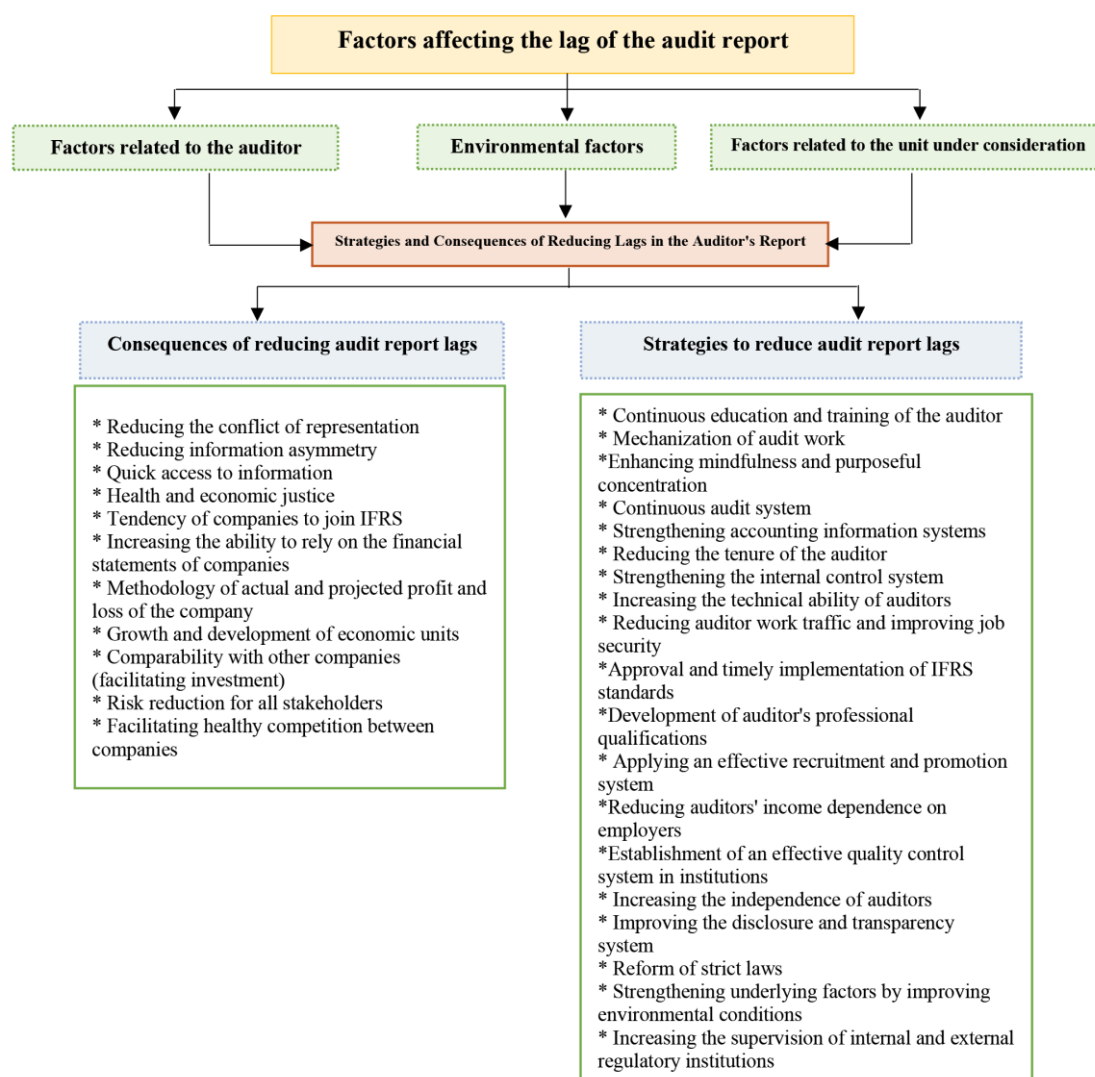 Factors affecting the lag of the audit report
Factors related to the auditor
Environmental factors
Factors related to the unit under consideration
Strategies and Consequences of Reducing Lags in the Auditor's Report
Consequences of reducing audit report lags
* Reducing the conflict of representation
* Reducing information asymmetry
* Quick access to information
* Health and economic justice
* Tendency of companies to join IFRS
* Increasing the ability to rely on the financial
statements of companies
* Methodology of actual and projected profit and
loss of the company
* Growth and development of economic units
* Comparability with other companies
(facilitating investment)
* Risk reduction for all stakeholders
* Facilitating healthy competition between
companies
Strategies to reduce audit report lags
* Continuous education and training of the auditor
* Mechanization of audit work
*Enhancing mindfulness and purposeful
concentration
* Continuous audit system
* Strengthening accounting information systems
* Reducing the tenure of the auditor
* Strengthening the internal control system
* Increasing the technical ability of auditors
* Reducing auditor work traffic and improving job
security
*Approval and timely implementation of IFRS
standards
*Development of auditor's professional
qualifications
* Applying an effective recruitment and promotion
system
*Reducing auditors' income dependence on
employers
*Establishment of an effective quality control
system in institutions
* Increasing the independence of auditors
* Improving the disclosure and transparency
system
* Reform of strict laws
* Strengthening underlying factors by improving
environmental conditions
* Increasing the supervision of internal and external
regulatory institutions